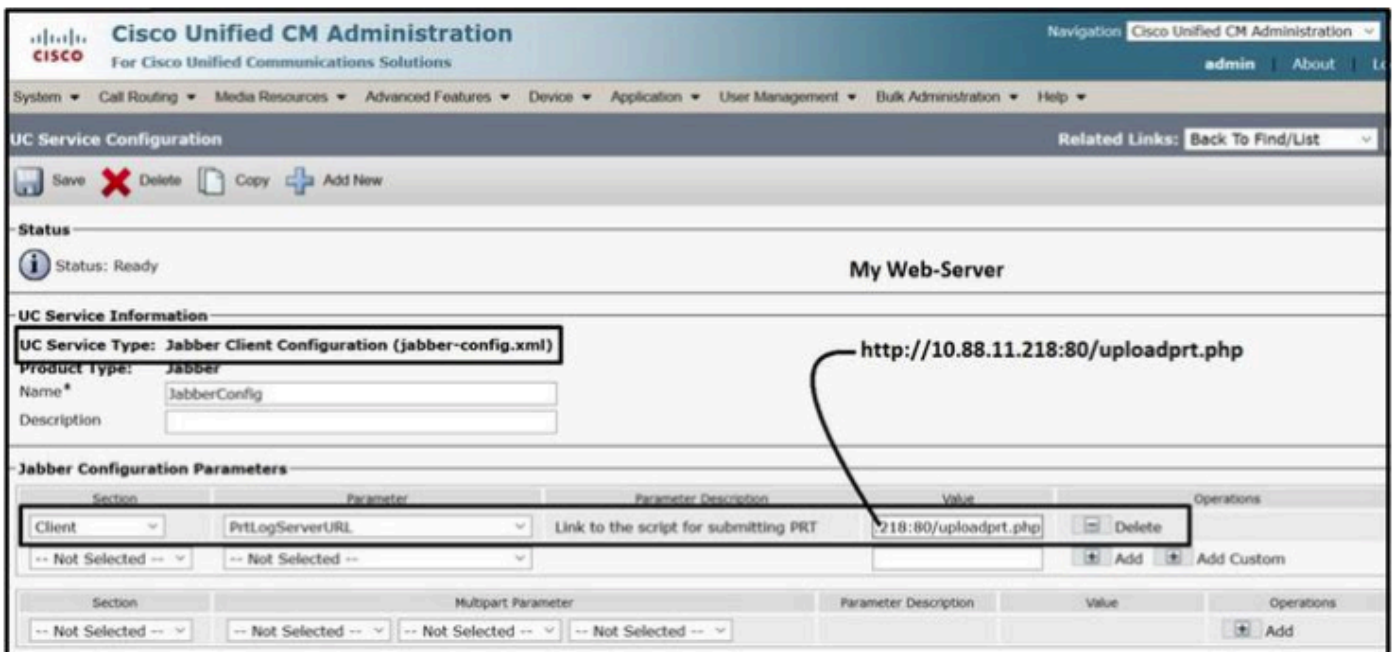 Cisco Unified CM Administration
Navigation Cisco Unified CM Administration
CISCO For Cisco Unified Communications Solutions
admin About
System Call Routing Media Resources Advanced Features Device Application User Management Bulk Administration Help
UC Service Configuration Related Links: Back To Find/List
Save Delete Copy Add New
Status
i Status: Ready
My Web-Server
UC Service Information
UC Service Type: Jabber Client Configuration (jabber-config.xml)
http://10.88.11.218:80/uploadprt.php
Product Type: Jabber
Name* JabberConfig
Description
Jabber Configuration Parameters
Section Parameter Parameter Description Value Operations
Client PrtLogServerURL Link to the script for submitting PRT .218:80/uploadprt.php Delete
-- Not Selected -- -- Not Selected -- Add Add Custom
Section Multipart Parameter Parameter Description Value Operations
-- Not Selected -- -- Not Selected -- -- Not Selected -- -- Not Selected -- Add